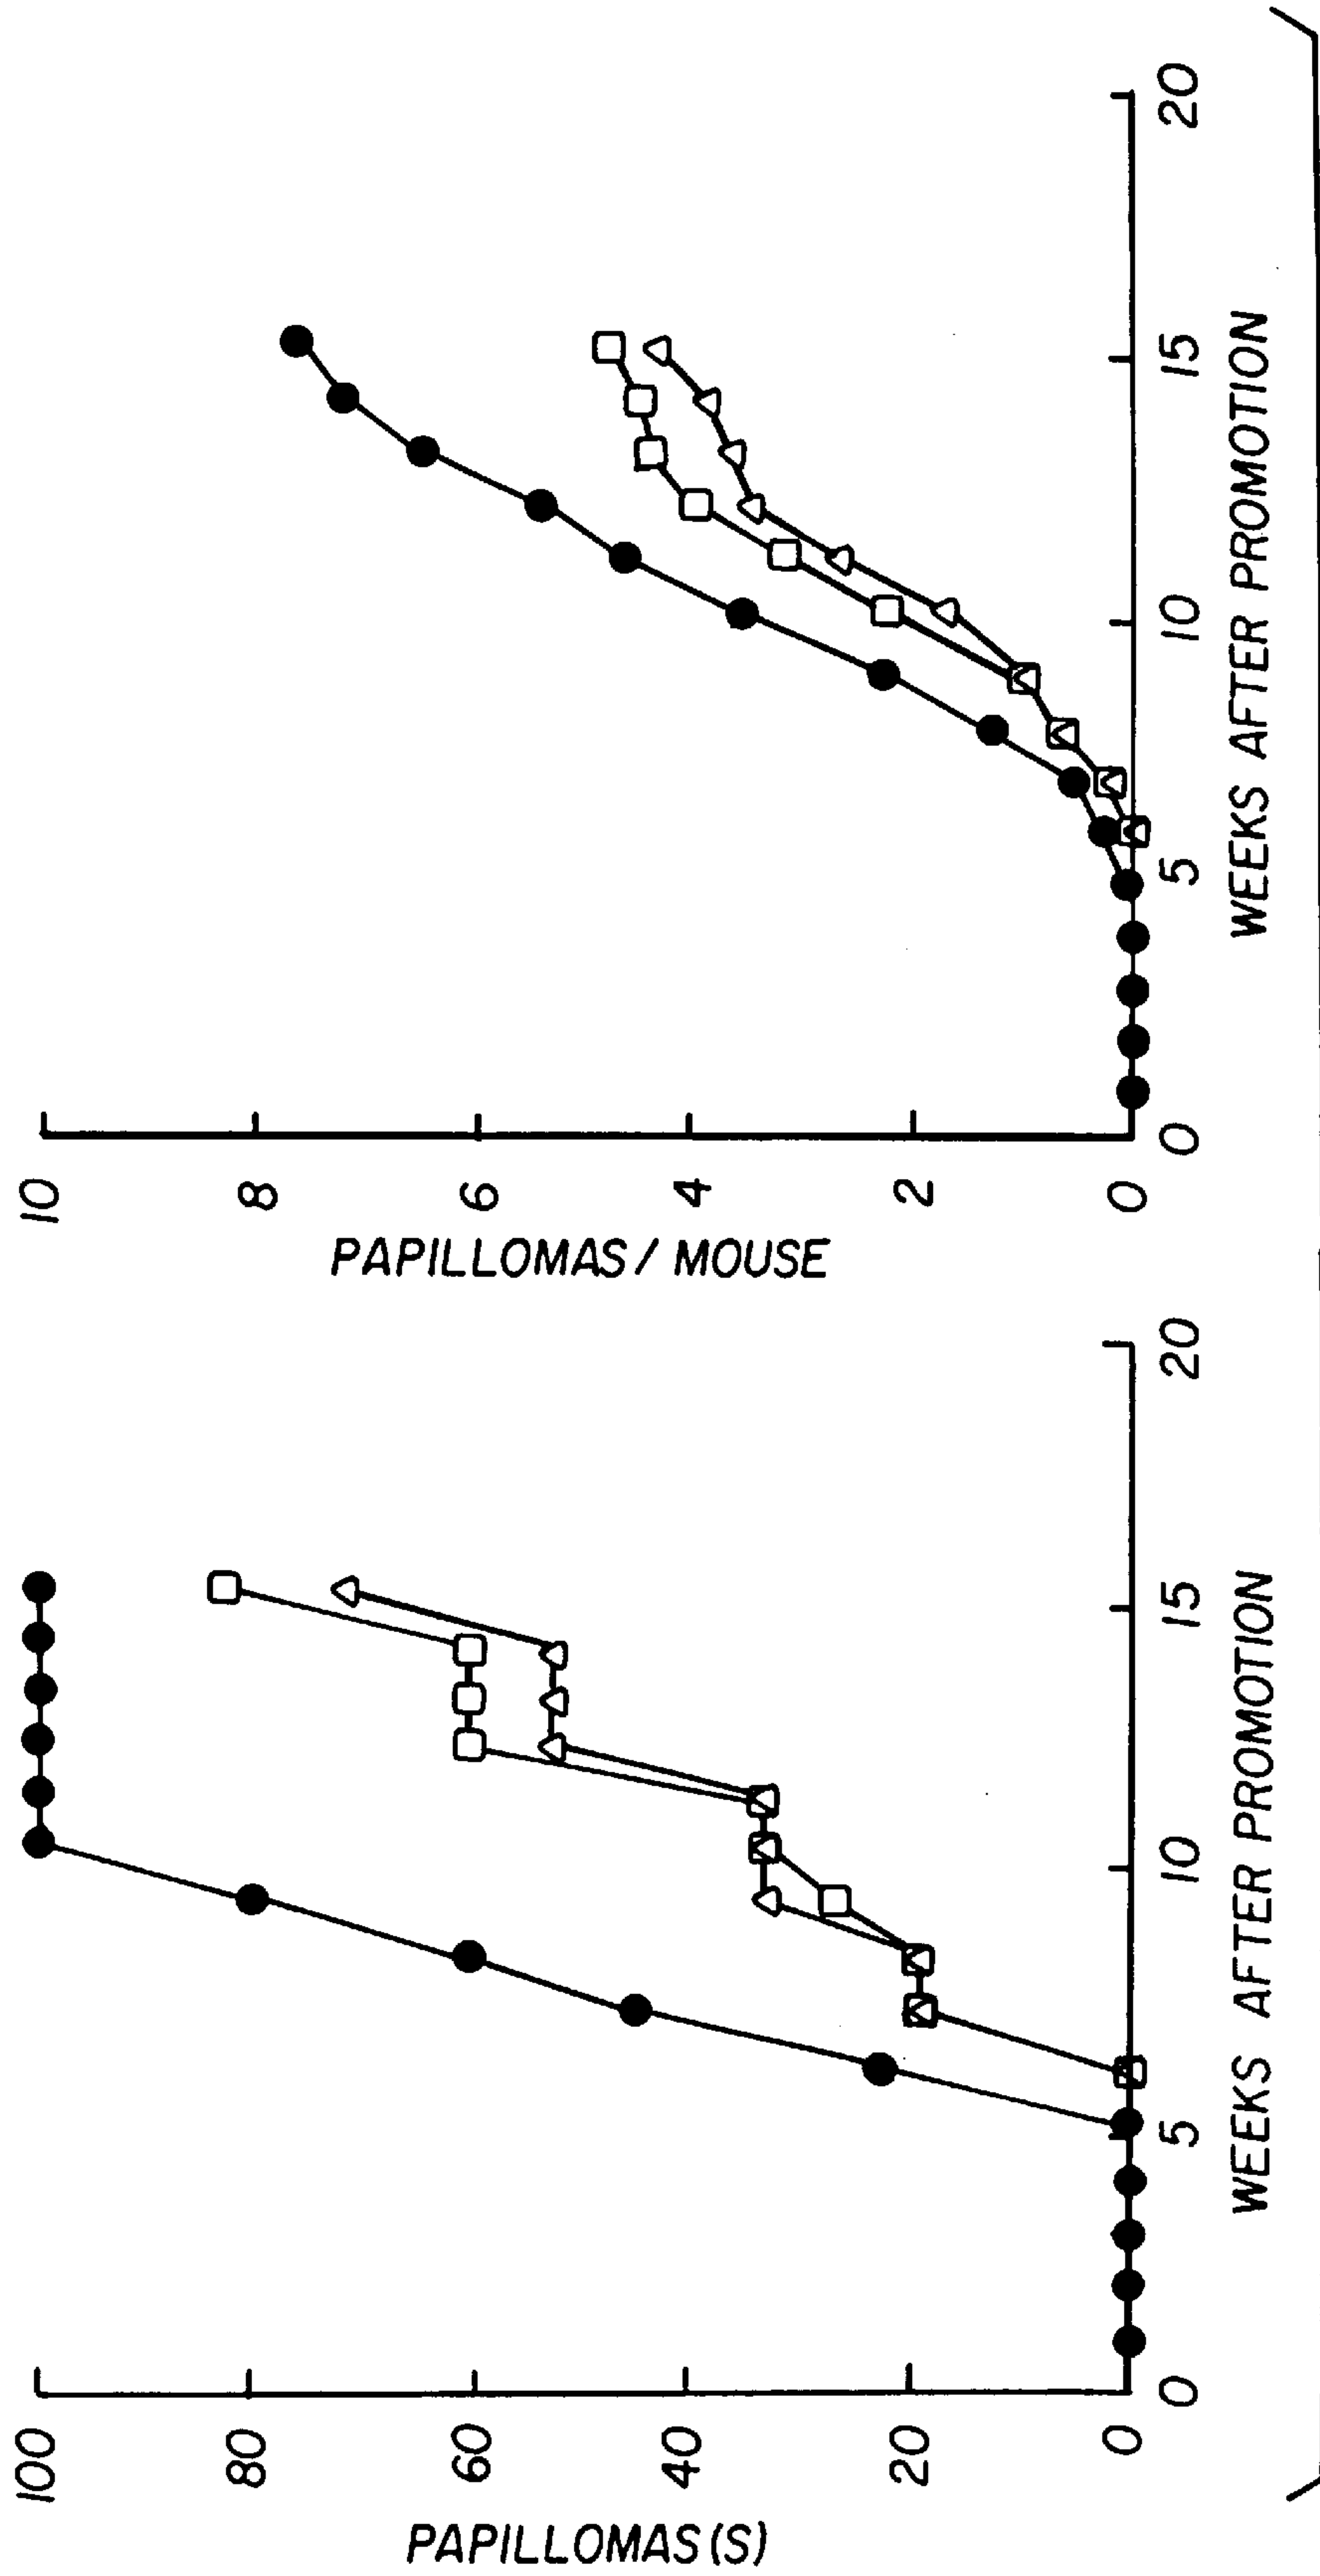 PAPILLOMAS(S)
100
80
60
40
20
0
0 5 10 15 20
WEEKS AFTER PROMOTION
PAPILLOMAS / MOUSE
10
8
6
4
2
0
0 5 10 15 20
WEEKS AFTER PROMOTION